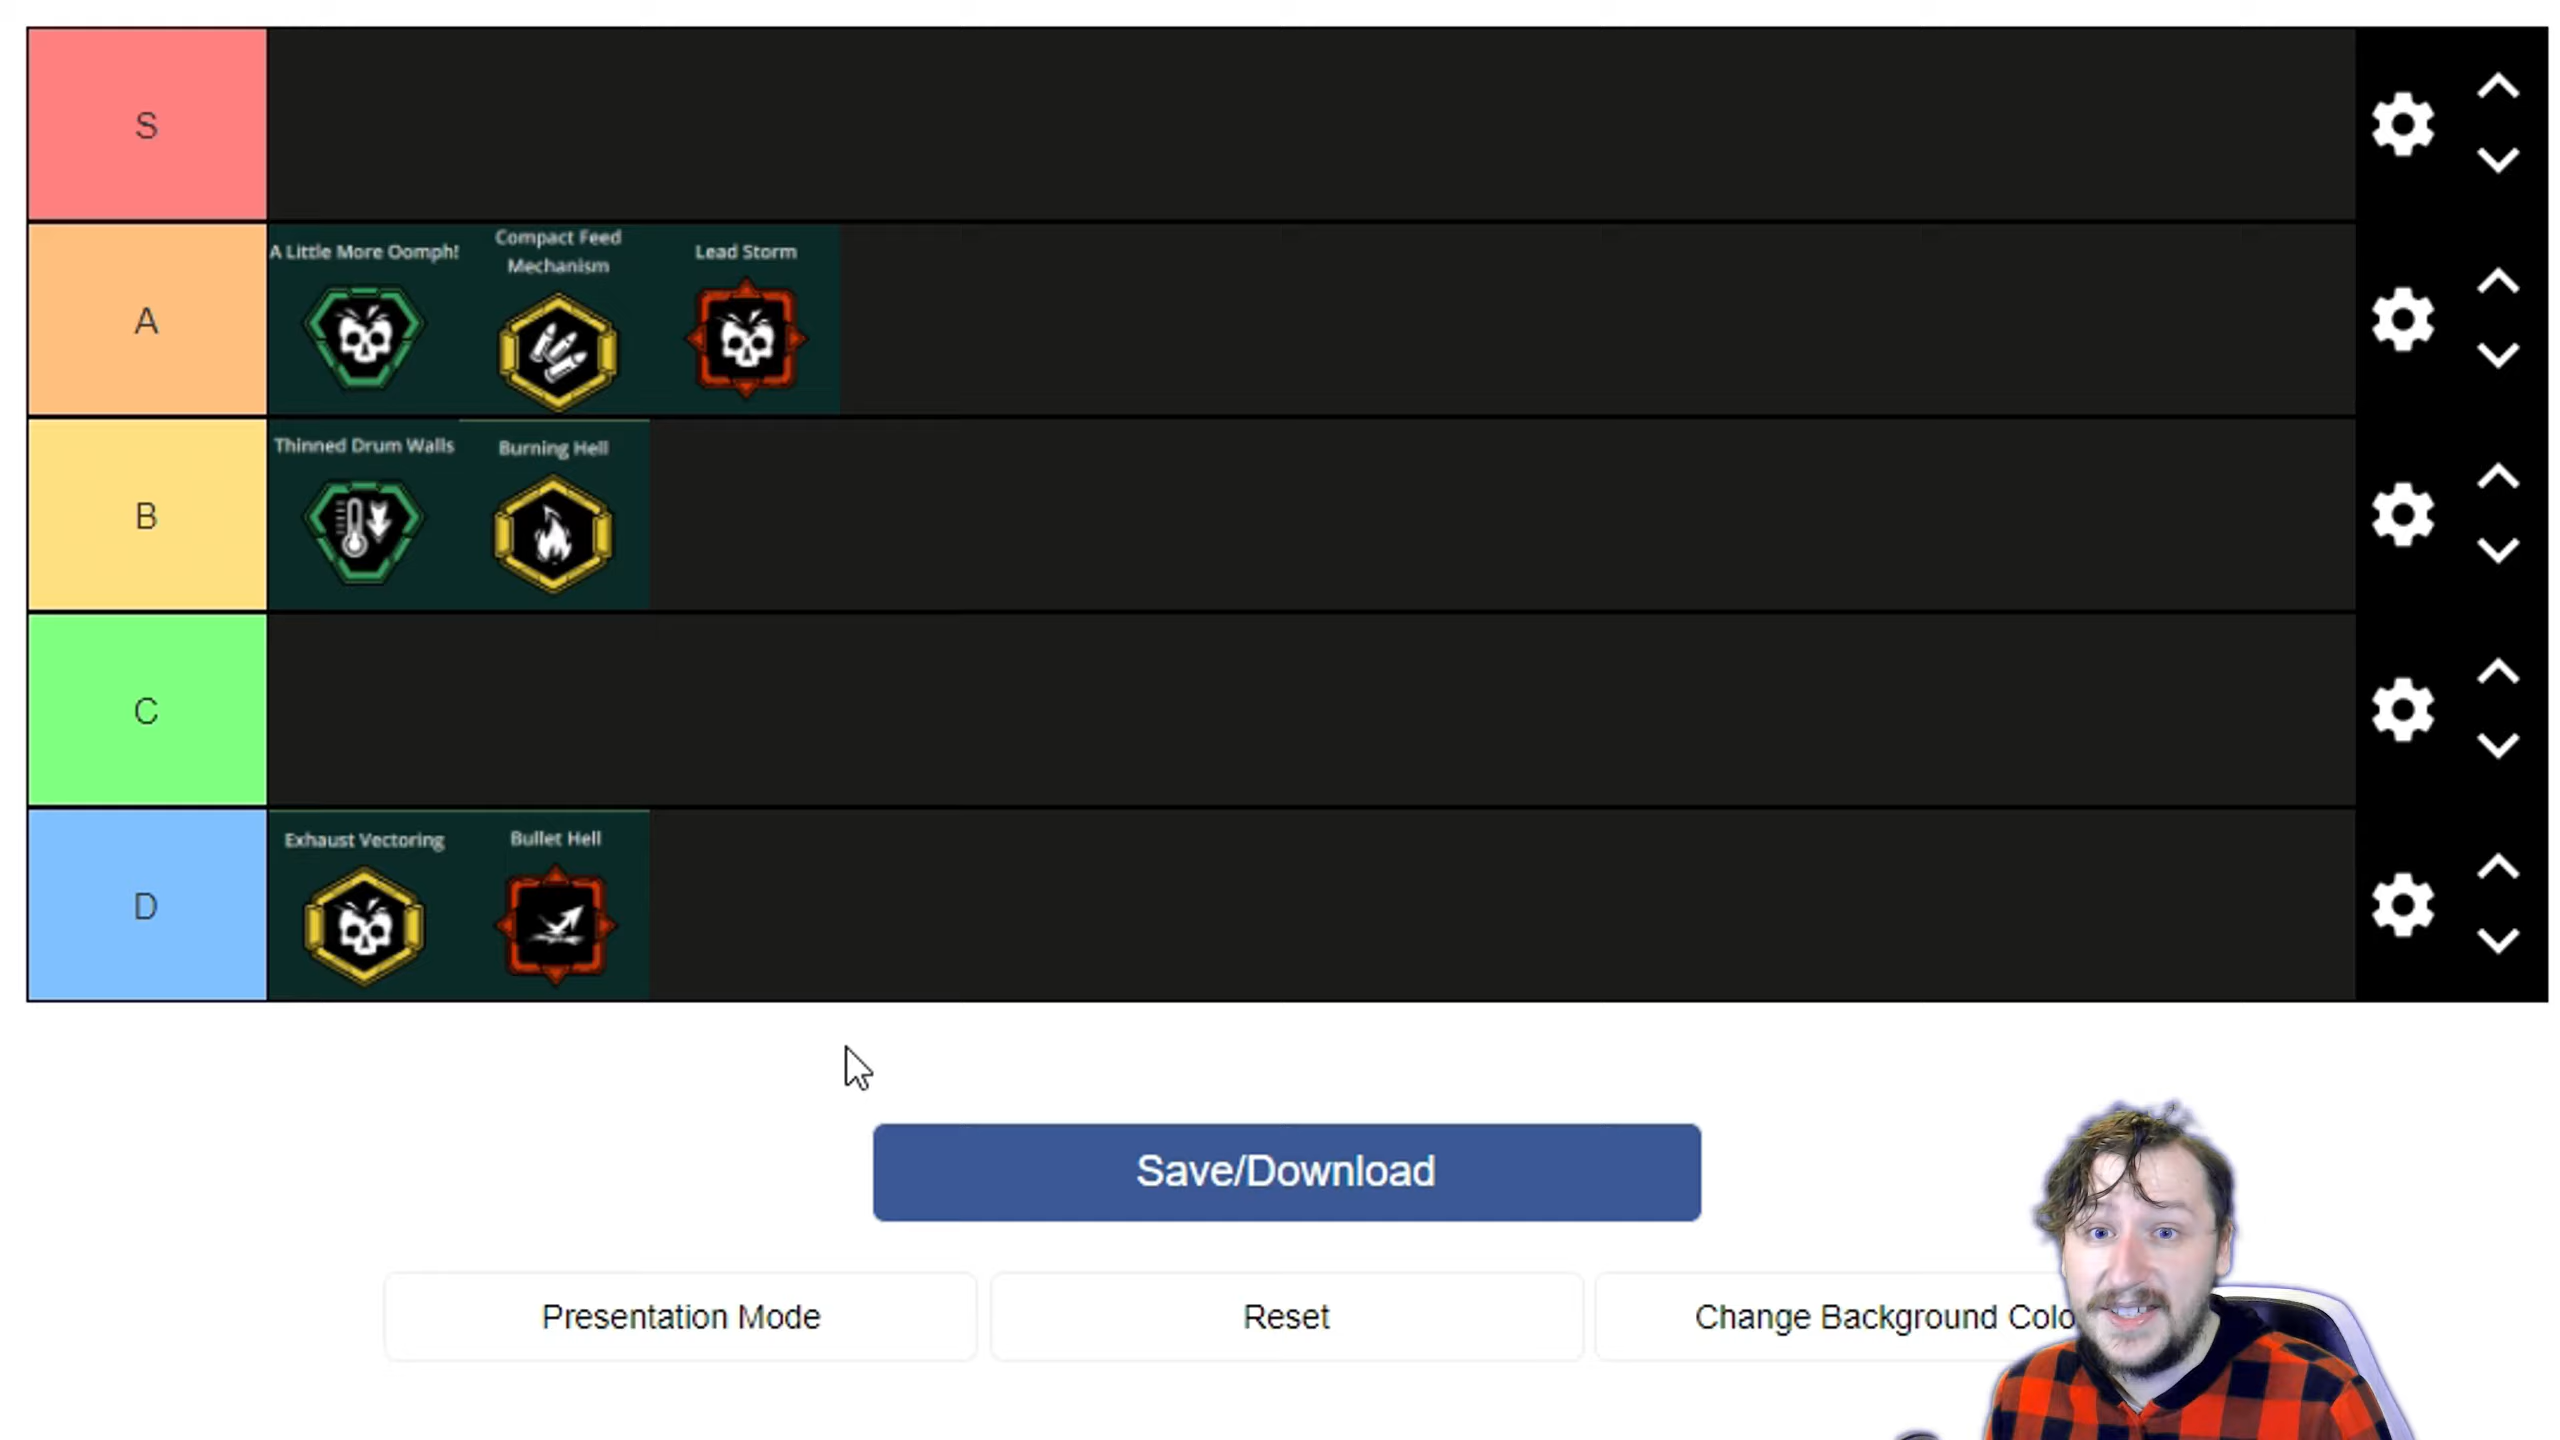 S
A
A Little More Oomph!
Compact Feed
Mechanism
Lead Storm
B
Thinned Drum Walls
Burning Hell
C
D
Exhaust Vectoring
Bullet Hell
Save/Download
Presentation Mode
Reset
Change Background Colo